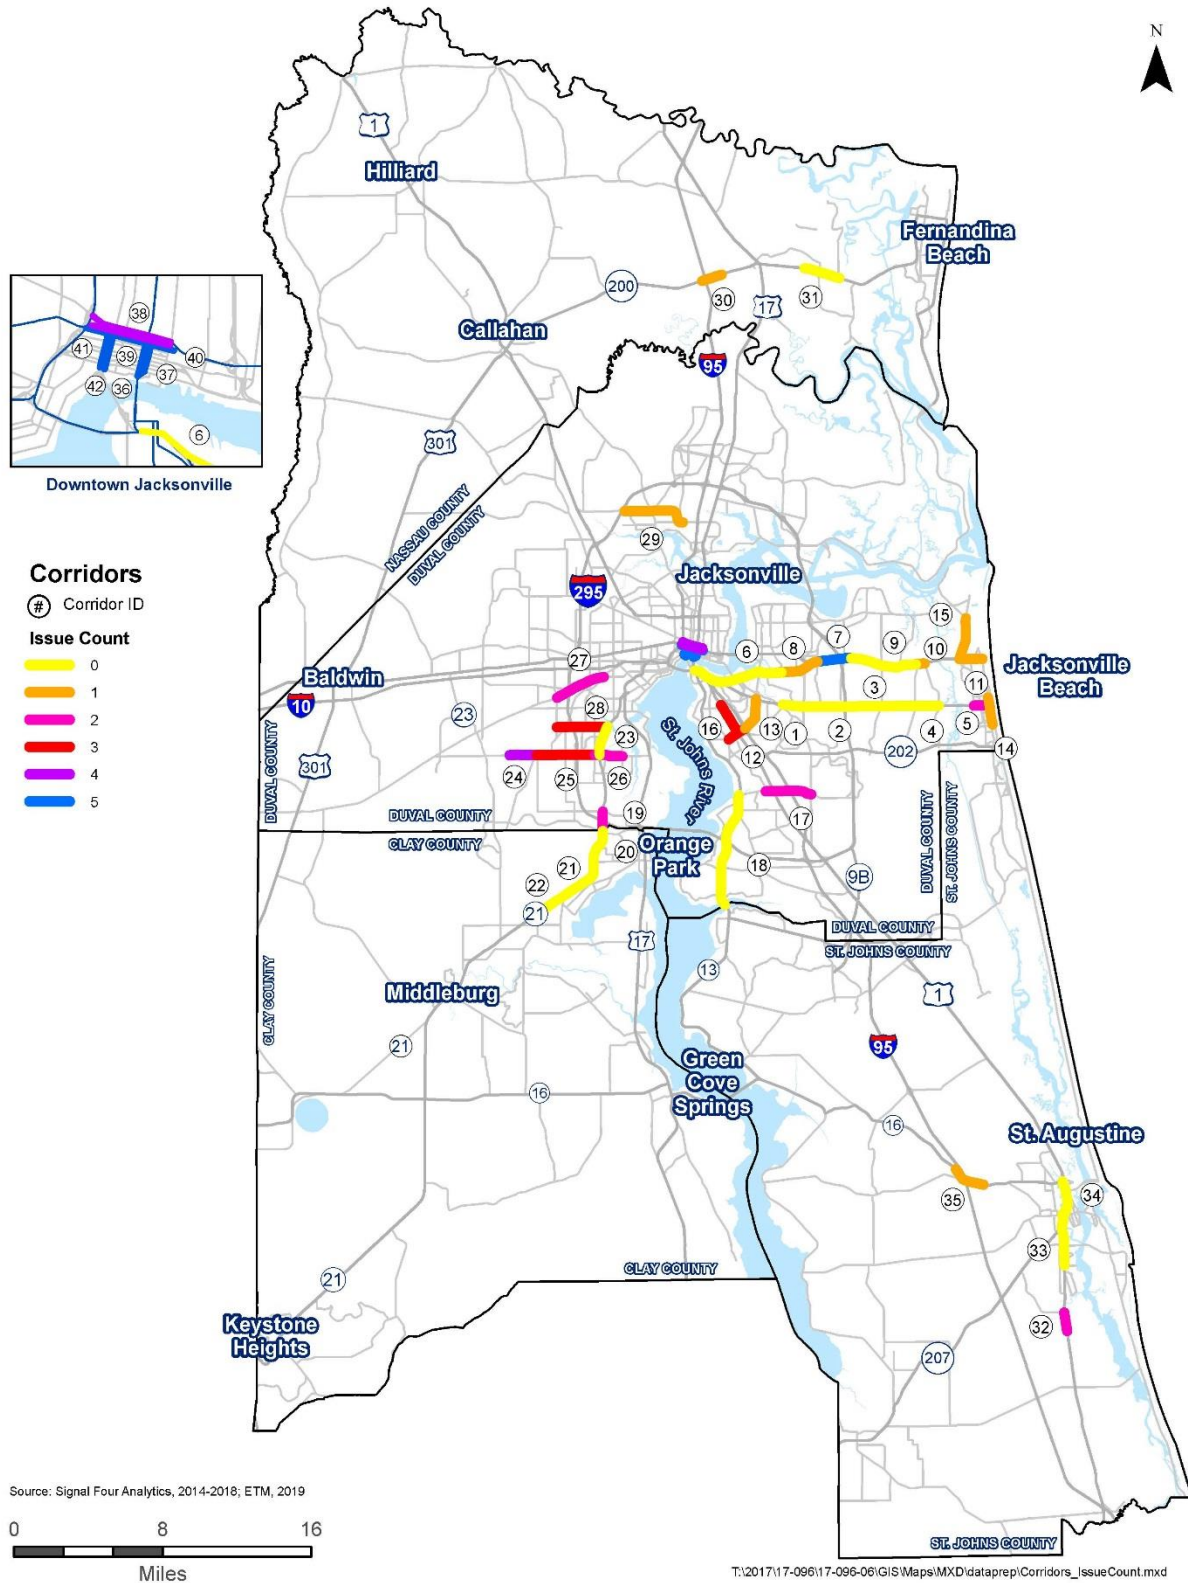 N
1
Hilliard
Fernandina
Beach
200
30
31
17
Callahan
95
38
41
39
40
42
36
37
6
Downtown Jacksonville
301
NASSAU COUNTY
DUVAL COUNTY
29
Corridors
# Corridor ID
Issue Count
0
1
2
3
4
5
295
Jacksonville
15
6
8
7
9
10
27
Baldwin
10
23
28
3
Jacksonville
Beach
11
16
13
1
2
4
5
12
202
14
23
301
24
25
26
St. Johns
River
17
DUVAL COUNTY
DUVAL COUNTY
CLAY COUNTY
19
20
Orange
Park
18
21
22
21
9B
DUVAL COUNTY
ST. JOHNS COUNTY
DUVAL COUNTY
ST. JOHNS COUNTY
17
13
CLAY COUNTY
Middleburg
1
21
95
Green
Cove
Springs
16
16
St. Augustine
35
34
33
CLAY COUNTY
21
Keystone
Heights
32
207
Source: Signal Four Analytics, 2014-2018; ETM, 2019
0 8 16
Miles
ST. JOHNS COUNTY
T:\2017\17-096\17-096-06\GIS\Maps\MXD\dataprep\Corridors_IssueCount.mxd